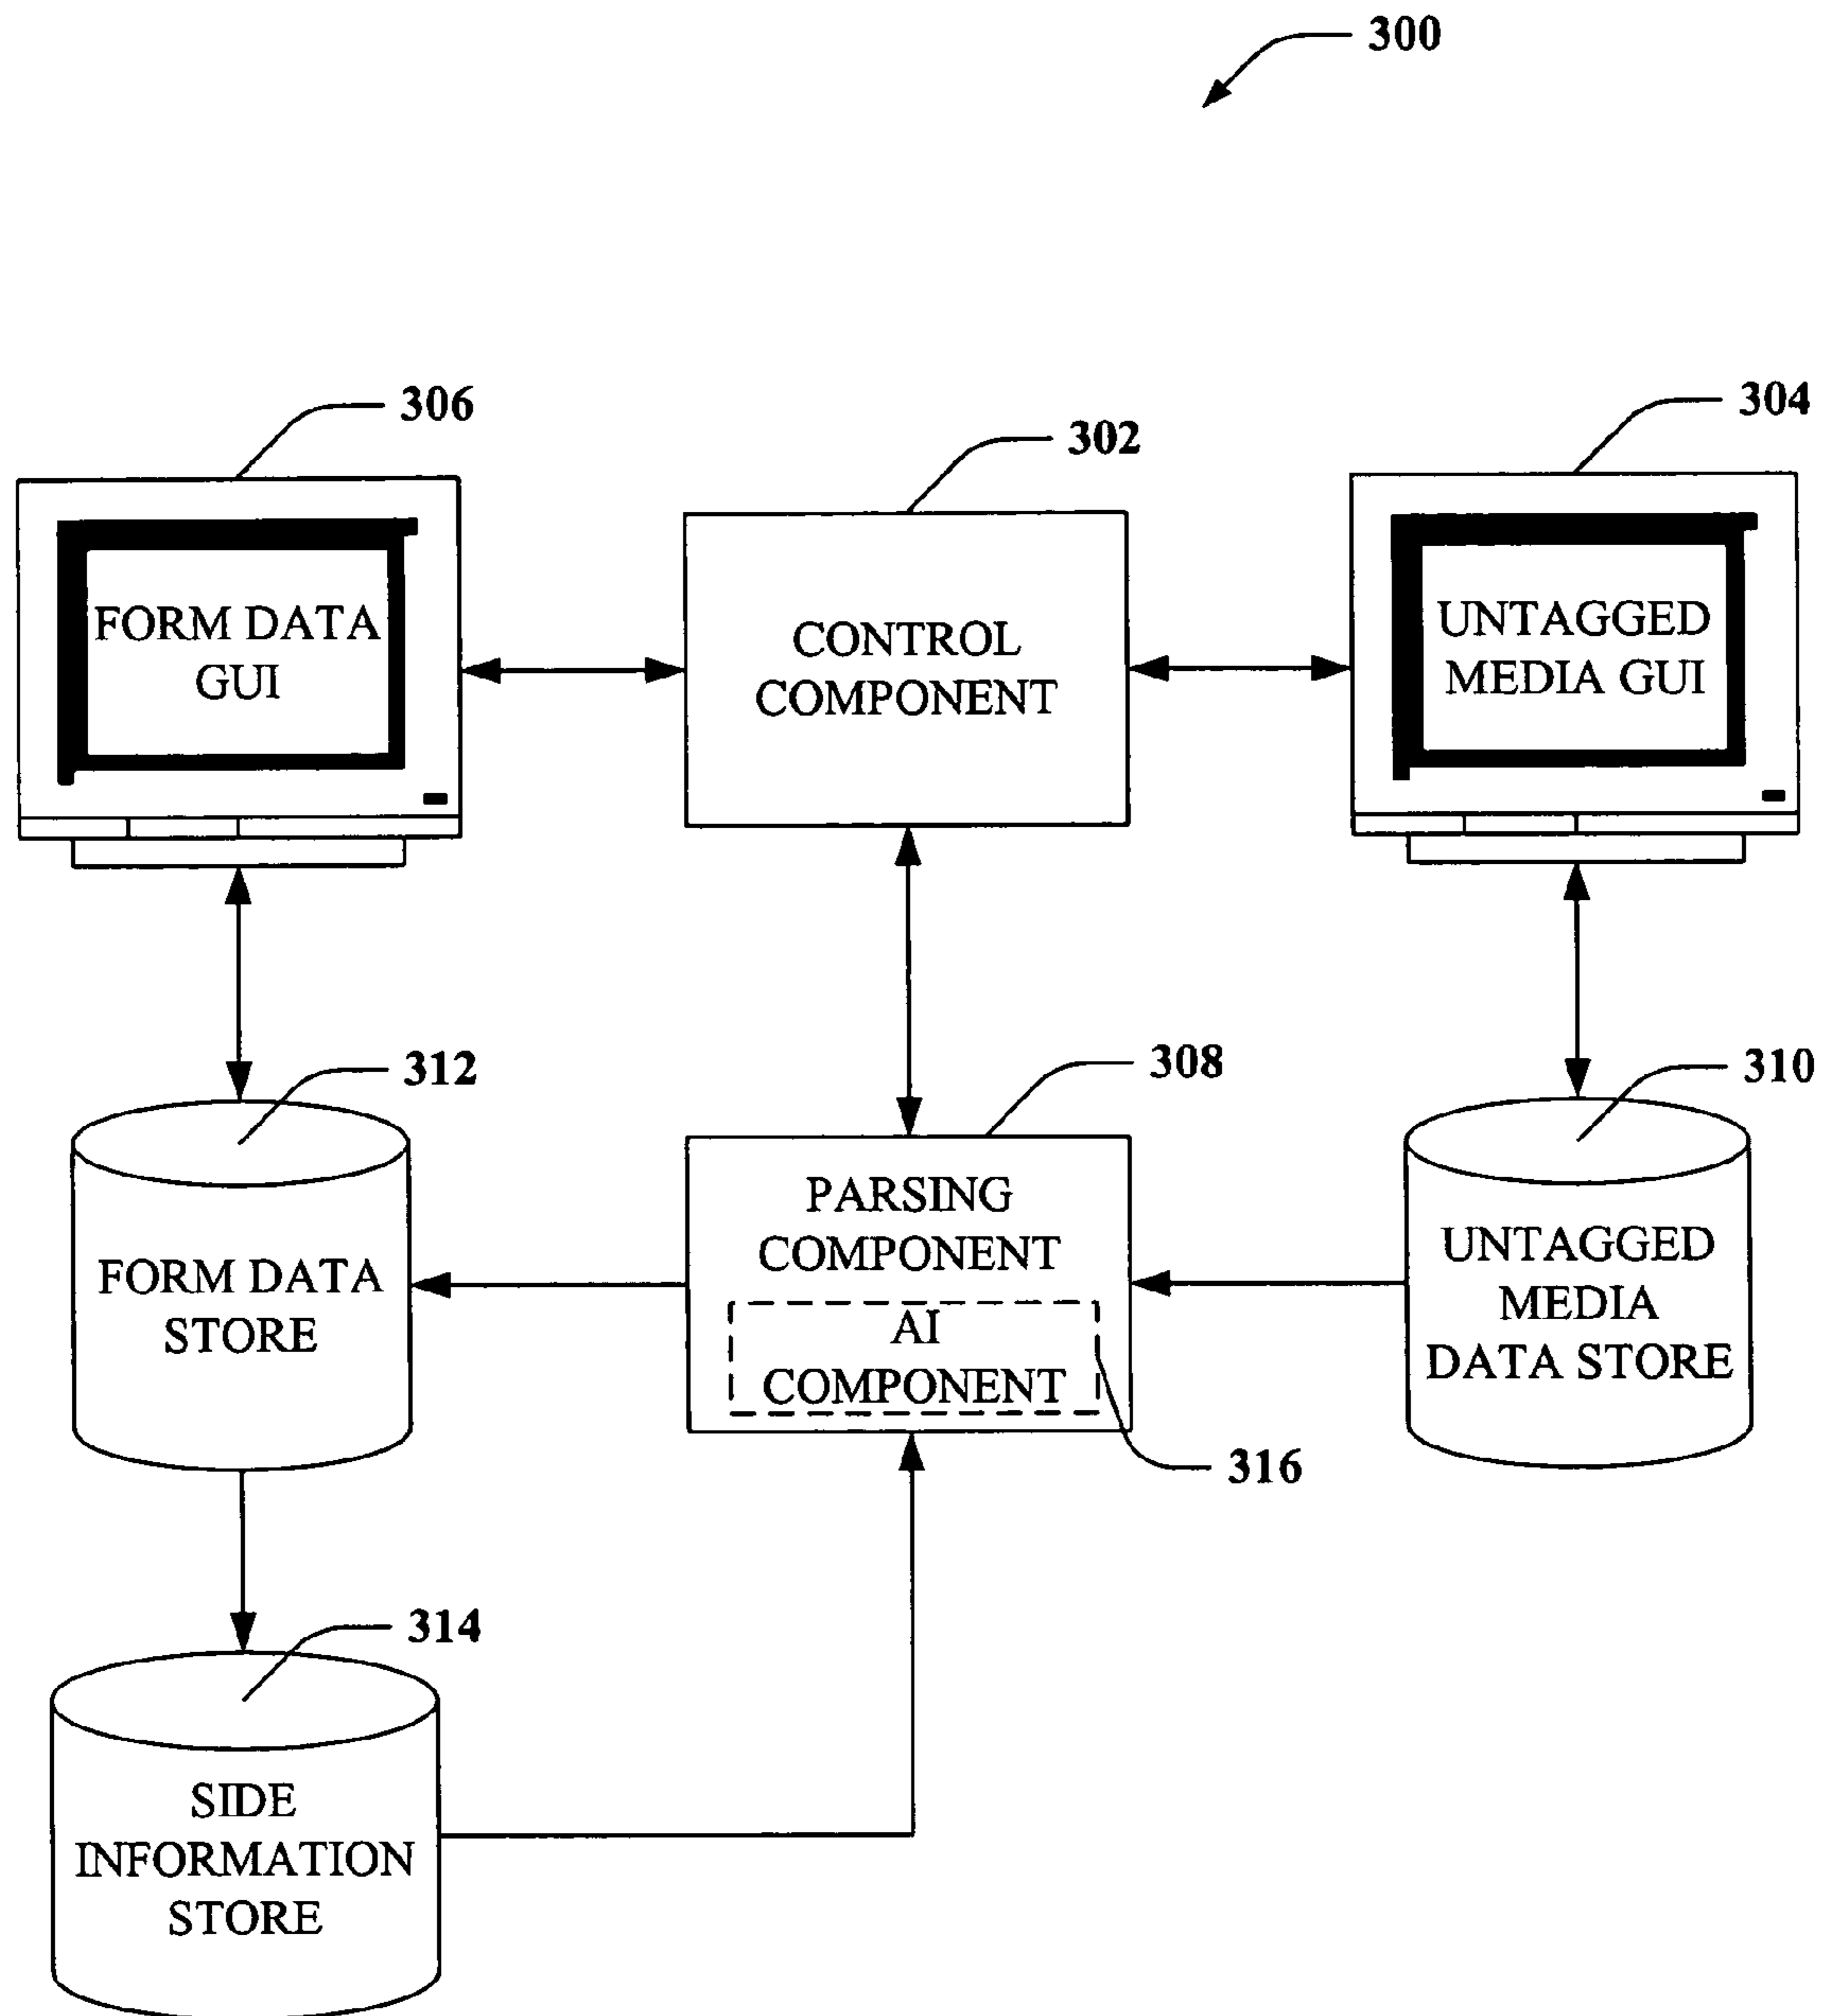 300
306
302
304
FORM DATA
GUI
CONTROL
COMPONENT
UNTAGGED
MEDIA GUI
312
308
310
FORM DATA
STORE
PARSING
COMPONENT
AI
COMPONENT
UNTAGGED
MEDIA
DATA STORE
316
314
SIDE
INFORMATION
STORE